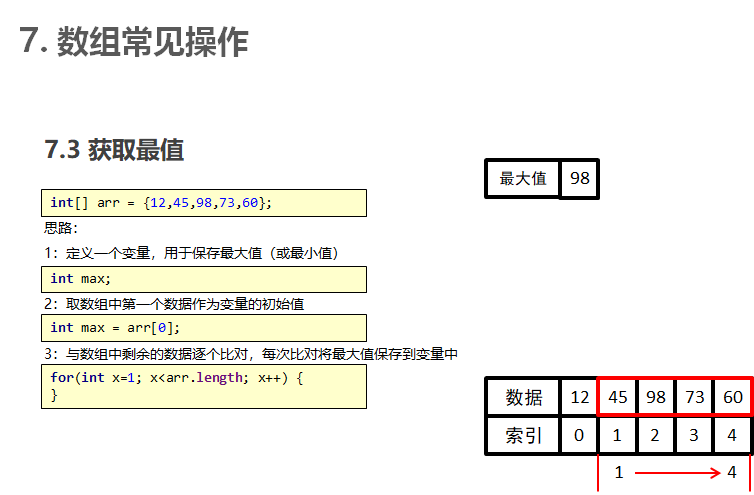 7. 数组常见操作
7.3 获取最值
最大值 98
int[] arr = {12,45,98,73,60};
思路：
1：定义一个变量，用于保存最大值（或最小值）
int max;
2：取数组中第一个数据作为变量的初始值
int max = arr[0];
3：与数组中剩余的数据逐个比对，每次比对将最大值保存到变量中
for(int x=1; x<arr.length; x++) {
}
数据 12 45 98 73 60
索引 0 1 2 3 4
1 4